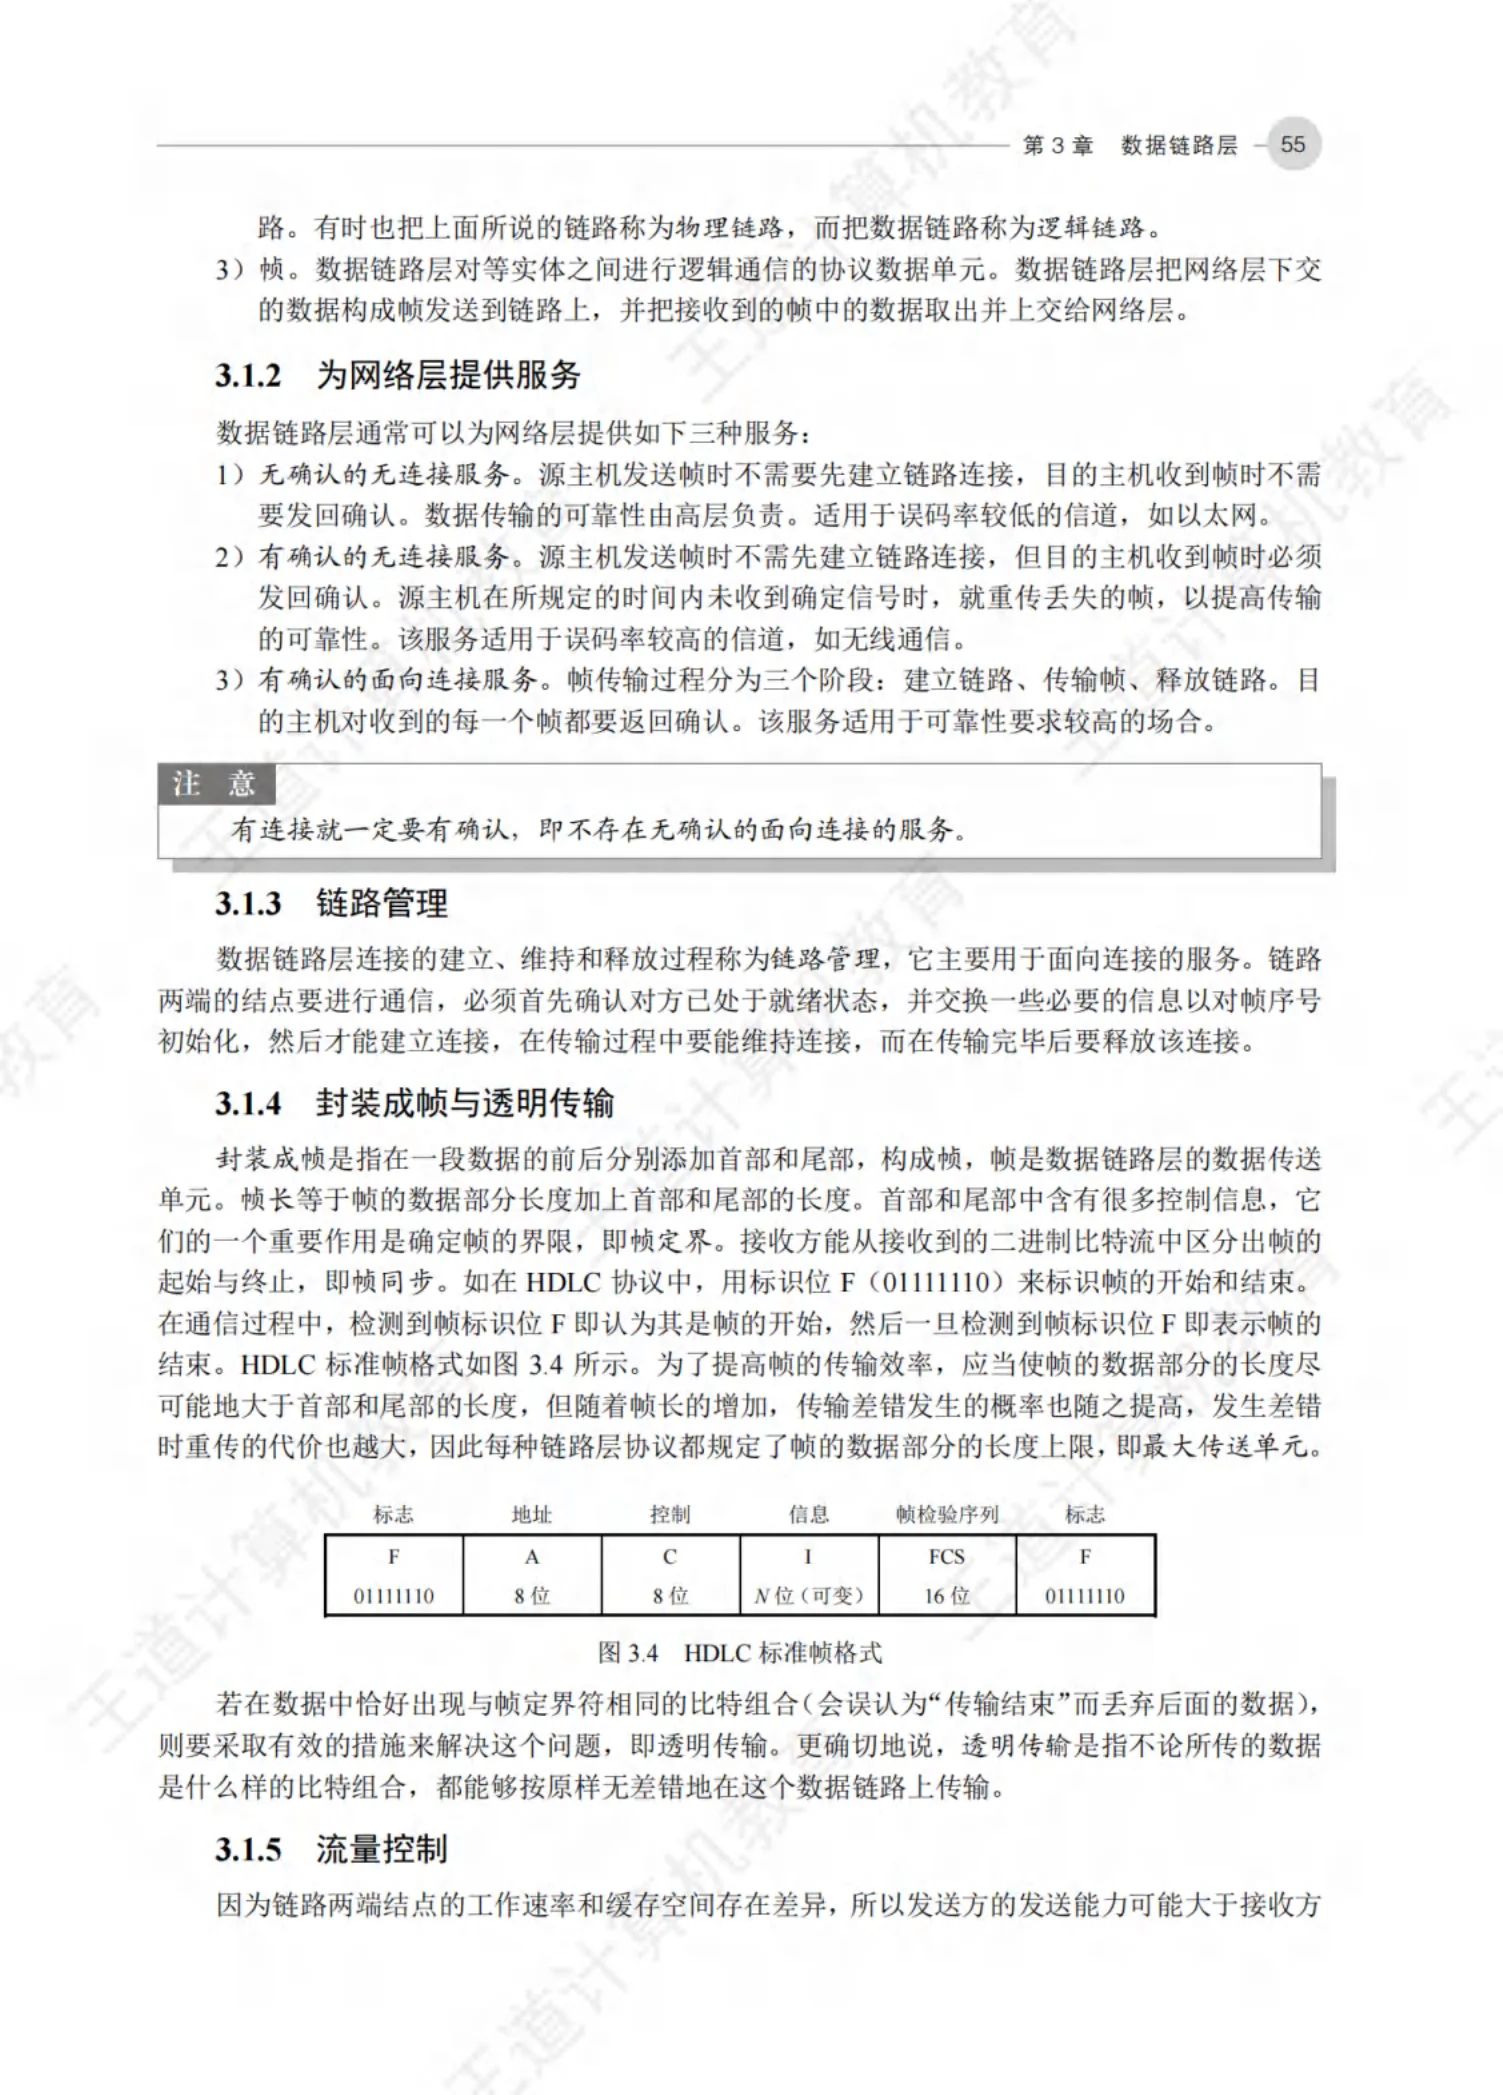 第 3 章 数据链路层 55
路。有时也把上面所说的链路称为物理链路，而把数据链路称为逻辑链路。
3）帧。数据链路层对等实体之间进行逻辑通信的协议数据单元。数据链路层把网络层下交
的数据构成帧发送到链路上，并把接收到的帧中的数据取出并上交给网络层。
3.1.2 为网络层提供服务
数据链路层通常可以为网络层提供如下三种服务：
1）无确认的无连接服务。源主机发送帧时不需要先建立链路连接，目的主机收到帧时不需
要发回确认。数据传输的可靠性由高层负责。适用于误码率较低的信道，如以太网。
2）有确认的无连接服务。源主机发送帧时不需先建立链路连接，但目的主机收到帧时必须
发回确认。源主机在所规定的时间内未收到确定信号时，就重传丢失的帧，以提高传输
的可靠性。该服务适用于误码率较高的信道，如无线通信。
3）有确认的面向连接服务。帧传输过程分为三个阶段：建立链路、传输帧、释放链路。目
的主机对收到的每一个帧都要返回确认。该服务适用于可靠性要求较高的场合。
注 意
有连接就一定要有确认，即不存在无确认的面向连接的服务。
3.1.3 链路管理
数据链路层连接的建立、维持和释放过程称为链路管理，它主要用于面向连接的服务。链路
两端的结点要进行通信，必须首先确认对方已处于就绪状态，并交换一些必要的信息以对帧序号
初始化，然后才能建立连接，在传输过程中要能维持连接，而在传输完毕后要释放该连接。
3.1.4 封装成帧与透明传输
封装成帧是指在一段数据的前后分别添加首部和尾部，构成帧，帧是数据链路层的数据传送
单元。帧长等于帧的数据部分长度加上首部和尾部的长度。首部和尾部中含有很多控制信息，它
们的一个重要作用是确定帧的界限，即帧定界。接收方能从接收到的二进制比特流中区分出帧的
起始与终止，即帧同步。如在 HDLC 协议中，用标识位 F（01111110）来标识帧的开始和结束。
在通信过程中，检测到帧标识位 F 即认为其是帧的开始，然后一旦检测到帧标识位 F 即表示帧的
结束。HDLC 标准帧格式如图 3.4 所示。为了提高帧的传输效率，应当使帧的数据部分的长度尽
可能地大于首部和尾部的长度，但随着帧长的增加，传输差错发生的概率也随之提高，发生差错
时重传的代价也越大，因此每种链路层协议都规定了帧的数据部分的长度上限，即最大传送单元。
标志 地址 控制 信息 帧检验序列 标志
F A C I FCS F
01111110 8 位 8 位 N 位（可变） 16 位 01111110
图 3.4 HDLC 标准帧格式
若在数据中恰好出现与帧定界符相同的比特组合（会误认为“传输结束”而丢弃后面的数据），
则要采取有效的措施来解决这个问题，即透明传输。更确切地说，透明传输是指不论所传的数据
是什么样的比特组合，都能够按原样无差错地在这个数据链路上传输。
3.1.5 流量控制
因为链路两端结点的工作速率和缓存空间存在差异，所以发送方的发送能力可能大于接收方
王道计算机教育
王道计算机教育
王道计算机教育
王道计算机教育
王道计算机教育
王道计算机教育
王道计算机教育
教育
王道